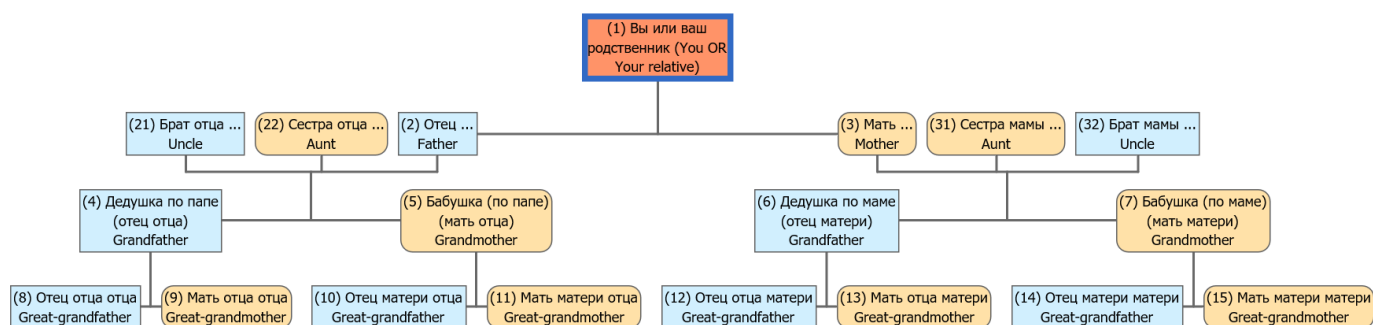 (1) Вы или ваш
родственник (You OR
Your relative)
(21) Брат отца ...
Uncle
(22) Сестра отца ...
Aunt
(2) Отец ...
Father
(3) Мать ...
Mother
(31) Сестра мамы ...
Aunt
(32) Брат мамы ...
Uncle
(4) Дедушка по папе
(отец отца)
Grandfather
(5) Бабушка (по папе)
(мать отца)
Grandmother
(6) Дедушка по маме
(отец матери)
Grandfather
(7) Бабушка (по маме)
(мать матери)
Grandmother
(8) Отец отца отца
Great-grandfather
(9) Мать отца отца
Great-grandmother
(10) Отец матери отца
Great-grandfather
(11) Мать матери отца
Great-grandmother
(12) Отец отца матери
Great-grandfather
(13) Мать отца матери
Great-grandmother
(14) Отец матери матери
Great-grandfather
(15) Мать матери матери
Great-grandmother